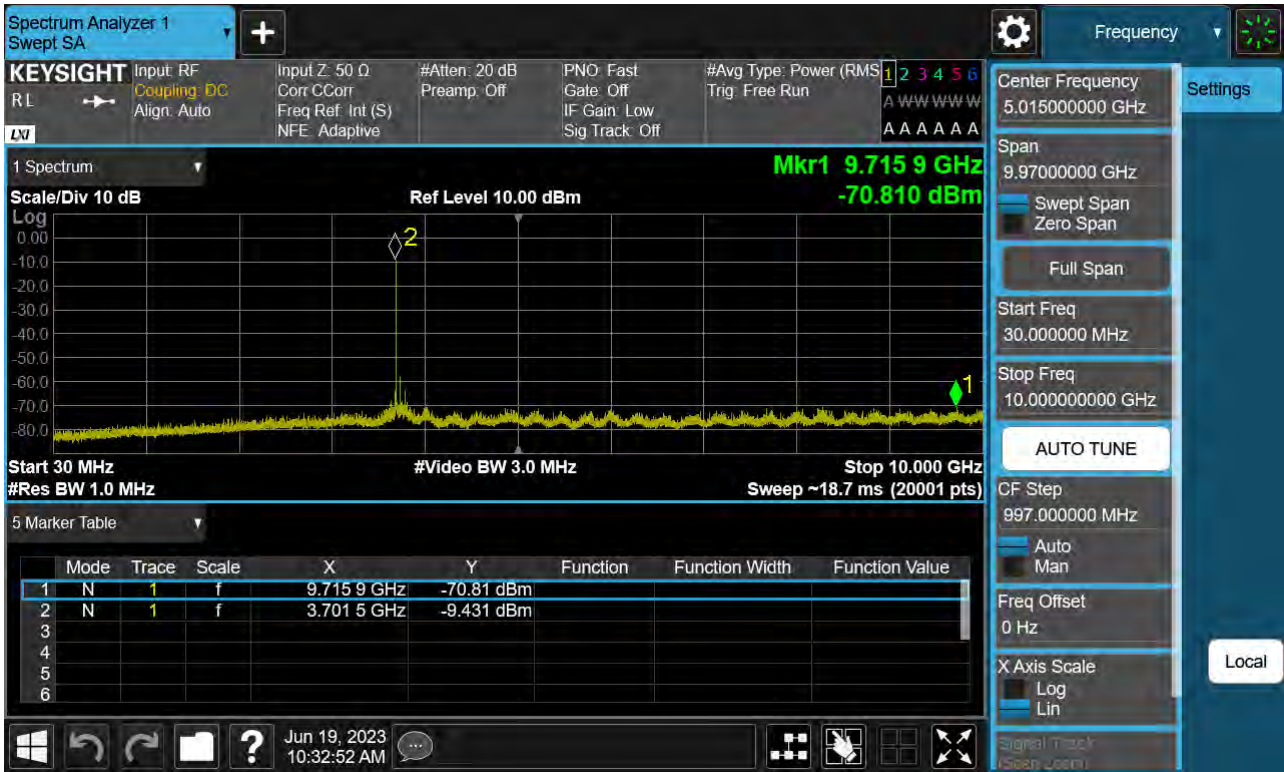 Spectrum Analyzer 1
Swept SA
Frequency
KEYSIGHT
RL
LXI
Input: RF
Coupling: DC
Align: Auto
Input Z: 50 Ω
Corr CCorr
Freq Ref: Int (S)
NFE: Adaptive
#Atten: 20 dB
Preamp: Off
PNO: Fast
Gate: Off
IF Gain: Low
Sig Track: Off
#Avg Type: Power (RMS
Trig: Free Run
1 2 3 4 5 6
A W W W W W
A A A A A A
1 Spectrum
Mkr1 9.715 9 GHz
Scale/Div 10 dB
Ref Level 10.00 dBm
-70.810 dBm
Log
0.00
-10.0
-20.0
-30.0
-40.0
-50.0
-60.0
-70.0
-80.0
2
1
Start 30 MHz
#Video BW 3.0 MHz
Stop 10.000 GHz
#Res BW 1.0 MHz
Sweep ~18.7 ms (20001 pts)
5 Marker Table
Mode Trace Scale X Y Function Function Width Function Value
1 N 1 f 9.715 9 GHz -70.81 dBm
2 N 1 f 3.701 5 GHz -9.431 dBm
3
4
5
6
Jun 19, 2023
10:32:52 AM
Center Frequency
5.015000000 GHz
Span
9.97000000 GHz
Swept Span
Zero Span
Full Span
Start Freq
30.000000 MHz
Stop Freq
10.000000000 GHz
AUTO TUNE
CF Step
997.000000 MHz
Auto
Man
Freq Offset
0 Hz
X Axis Scale
Log
Lin
Signal Track
(Span Zoom)
Settings
Local